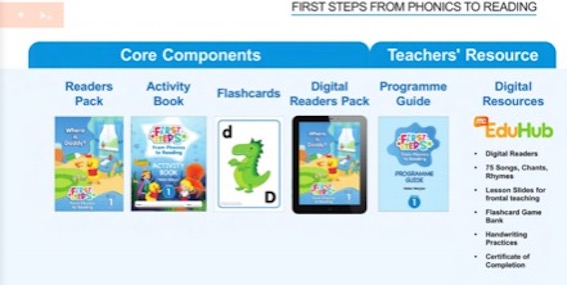 FIRST STEPS FROM PHONICS TO READING
Core Components
Teachers' Resource
Readers
Pack
Activity
Book
Flashcards
Digital
Readers Pack
Programme
Guide
Digital
Resources
Where is
Daddy?
FIRST
STEPS
From Phonics
to Reading
1
FIRST
STEPS
From Phonics
to Reading
ACTIVITY
BOOK
1
d
D
Where is
Daddy?
FIRST
STEPS
1
FIRST
STEPS
From Phonics
to Reading
PROGRAMME
GUIDE
1
EduHub
• Digital Readers
• 75 Songs, Chants,
Rhymes
• Lesson Slides for
frontal teaching
• Flashcard Game
Bank
• Handwriting
Practices
• Certificate of
Completion